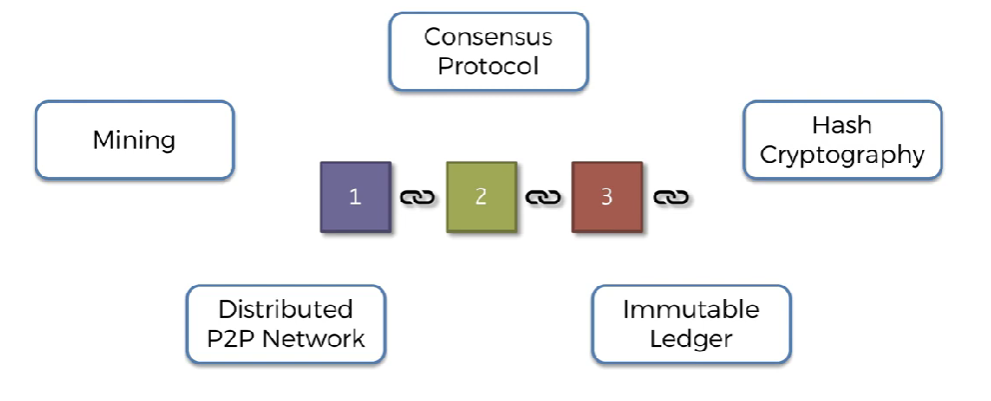 Consensus
Protocol
Mining
Hash
Cryptography
1
2
3
Distributed
P2P Network
Immutable
Ledger